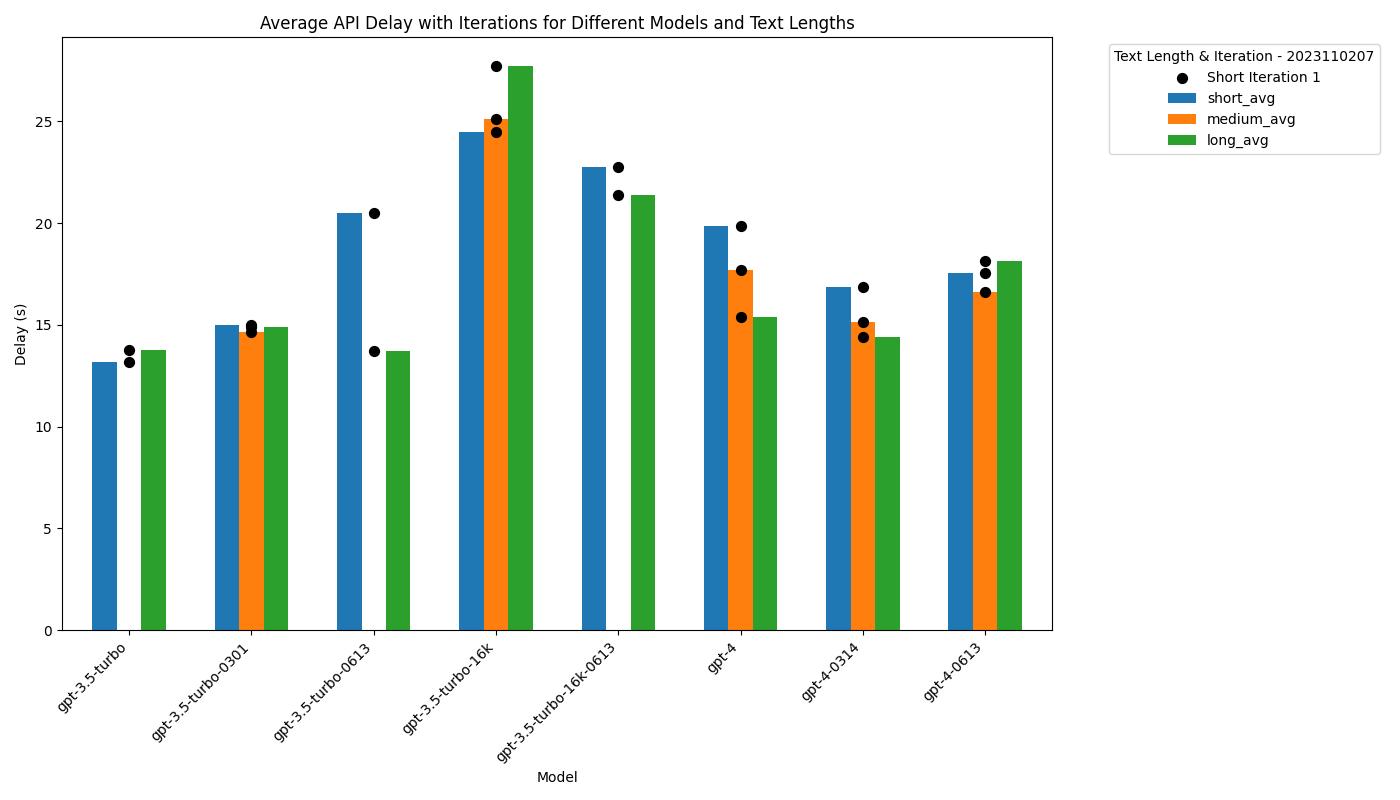 Average API Delay with Iterations for Different Models and Text Lengths
Text Length & Iteration - 2023110207
Short Iteration 1
short_avg
medium_avg
long_avg
Delay (s)
25
20
15
10
5
0
gpt-3.5-turbo
gpt-3.5-turbo-0301
gpt-3.5-turbo-0613
gpt-3.5-turbo-16k
gpt-3.5-turbo-16k-0613
gpt-4
gpt-4-0314
gpt-4-0613
Model